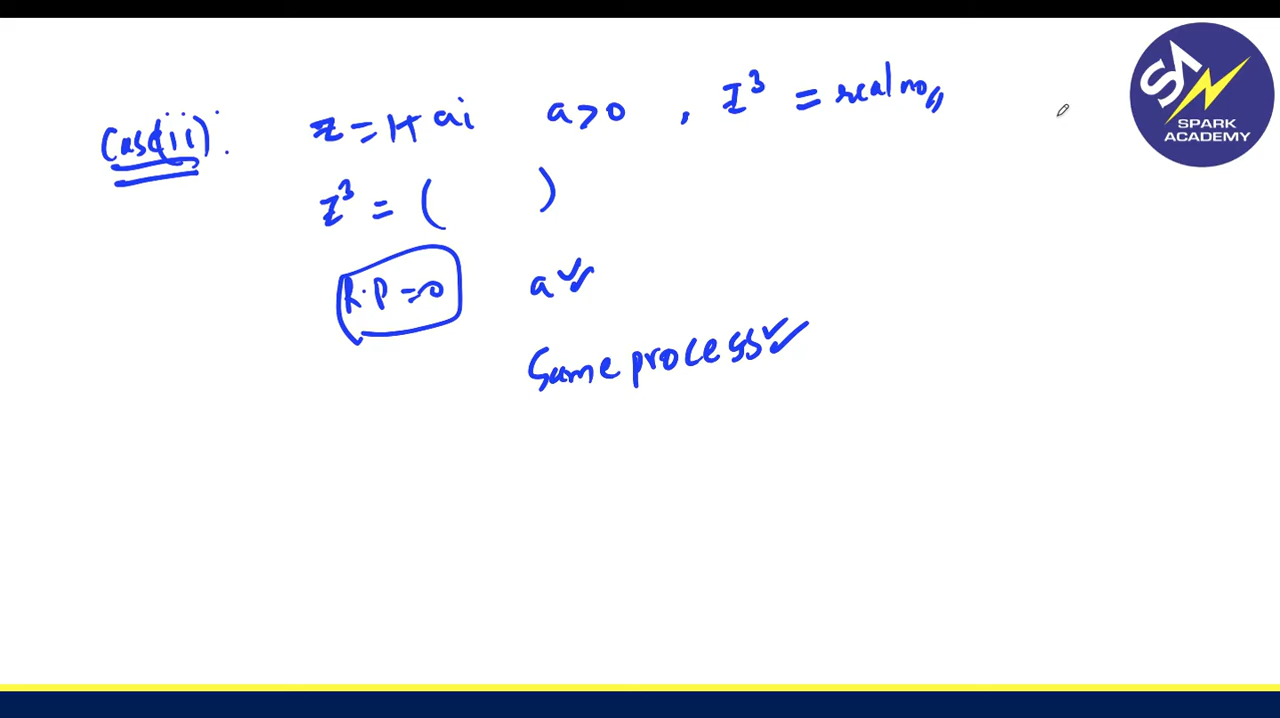 Case(ii):
z = 1+ ai a>0 , z³ = real no,,
z³ = ( )
R.P = 0 a ✓✓
Same process ✓✓
SPARK
ACADEMY